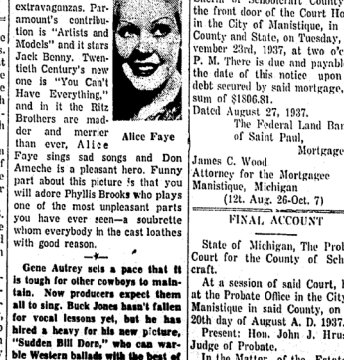 extravaganzas. Par-
amount's contribu-
tion is "Artists and
Models" and it stars
Jack Benny. Twen-
tieth Century's new
one is "You Can't
Have Everything,"
and in it the Ritz
Brothers are mad-
der and merrier
than ever, Alice
Faye sings sad songs and Don
Ameche is a pleasant hero. Funny
part about this picture is that you
will adore Phyllis Brooks who plays
one of the most unpleasant parts
you have ever seen—a soubrette
whom everybody in the cast loathes
with good reason.
Alice Faye
Gene Autrey sets a pace that it
is tough for other cowboys to main-
tain. Now producers expect them
all to sing. Buck Jones hasn't fallen
for vocal lessons yet, but he has
hired a heavy for his new picture,
"Sudden Bill Dorn," who can war-
ble Western ballads with the best of
the front door of the Court Ho
in the City of Manistique, in
County and State, on Tuesday,
vember 23rd, 1937, at two o'c
P. M. There is due and payabl
the date of this notice upon
debt secured by said mortgage,
sum of $1806.81.
Dated August 27, 1937.
The Federal Land Ban
of Saint Paul,
Mortgage
James C. Wood
Attorney for the Mortgagee
Manistique, Michigan
(12t. Aug. 26-Oct. 7)
FINAL ACCOUNT
State of Michigan, The Prob
Court for the County of Sch
craft.
At a session of said Court, h
at the Probate Office in the City
Manistique in said County, on
20th day of August A. D. 1937.
Present: Hon. John J. Hrus
Judge of Probate.
In the Matter of the Estate